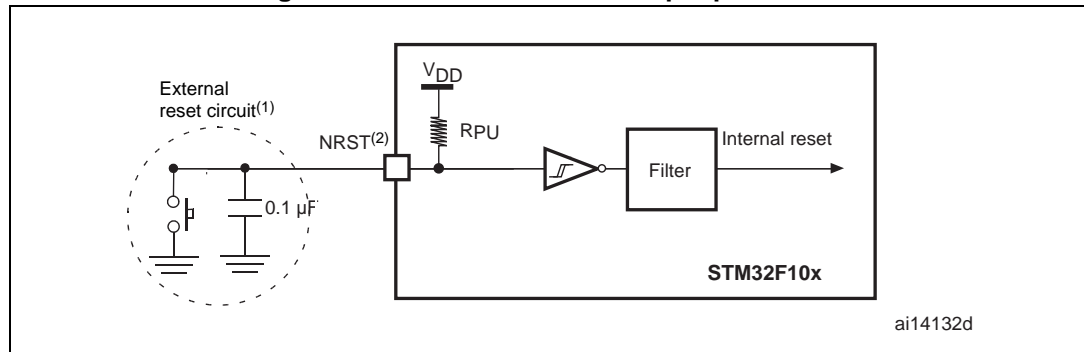 External
reset circuit(1)
NRST(2)
VDD
RPU
0.1 µF
Filter
Internal reset
STM32F10x
ai14132d